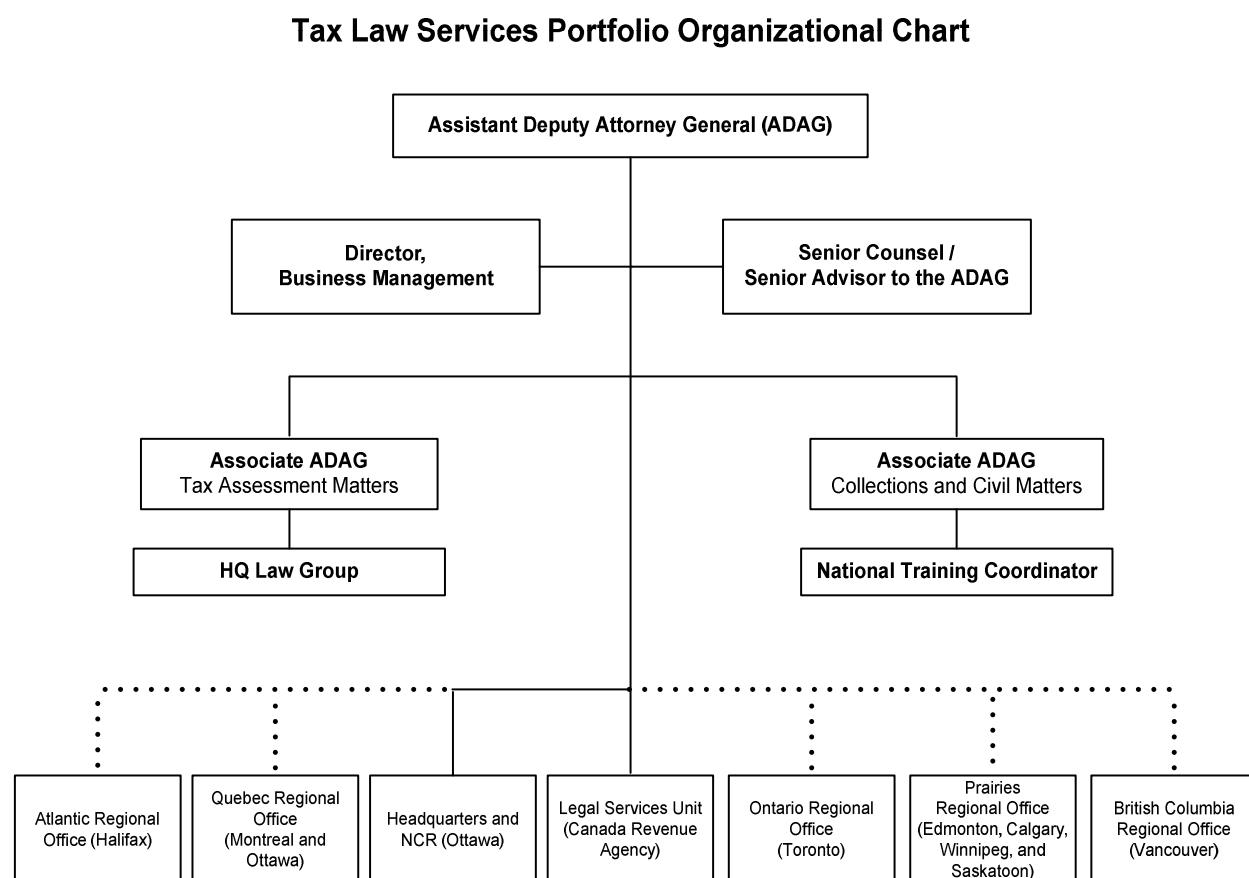 Tax Law Services Portfolio Organizational Chart
Assistant Deputy Attorney General (ADAG)
Director,
Business Management
Senior Counsel /
Senior Advisor to the ADAG
Associate ADAG
Tax Assessment Matters
Associate ADAG
Collections and Civil Matters
HQ Law Group
National Training Coordinator
Atlantic Regional
Office (Halifax)
Quebec Regional
Office
(Montreal and
Ottawa)
Headquarters and
NCR (Ottawa)
Legal Services Unit
(Canada Revenue
Agency)
Ontario Regional
Office
(Toronto)
Prairies
Regional Office
(Edmonton, Calgary,
Winnipeg, and
Saskatoon)
British Columbia
Regional Office
(Vancouver)